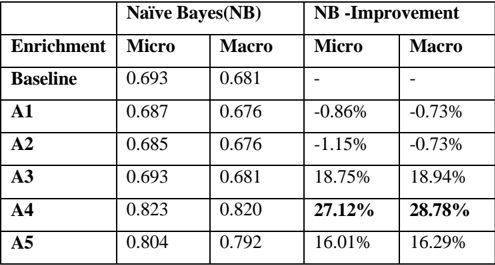 Naïve Bayes(NB) NB -Improvement
Enrichment Micro Macro Micro Macro
Baseline 0.693 0.681 - -
A1 0.687 0.676 -0.86% -0.73%
A2 0.685 0.676 -1.15% -0.73%
A3 0.693 0.681 18.75% 18.94%
A4 0.823 0.820 27.12% 28.78%
A5 0.804 0.792 16.01% 16.29%